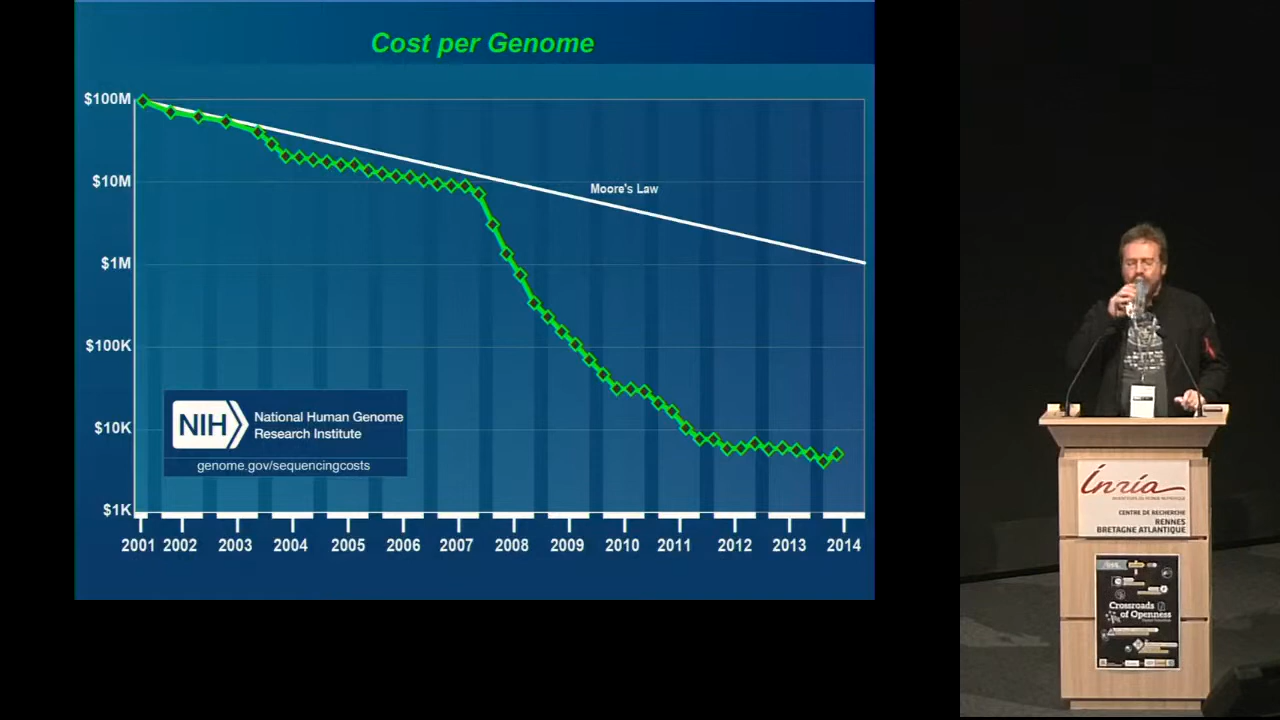 Cost per Genome
$100M
$10M
$1M
$100K
$10K
$1K
Moore's Law
NIH
National Human Genome
Research Institute
genome.gov/sequencingcosts
2001 2002 2003 2004 2005 2006 2007 2008 2009 2010 2011 2012 2013 2014
Inria
CENTRE DE RECHERCHE
RENNES
BRETAGNE ATLANTIQUE
Crossroads
of Openness